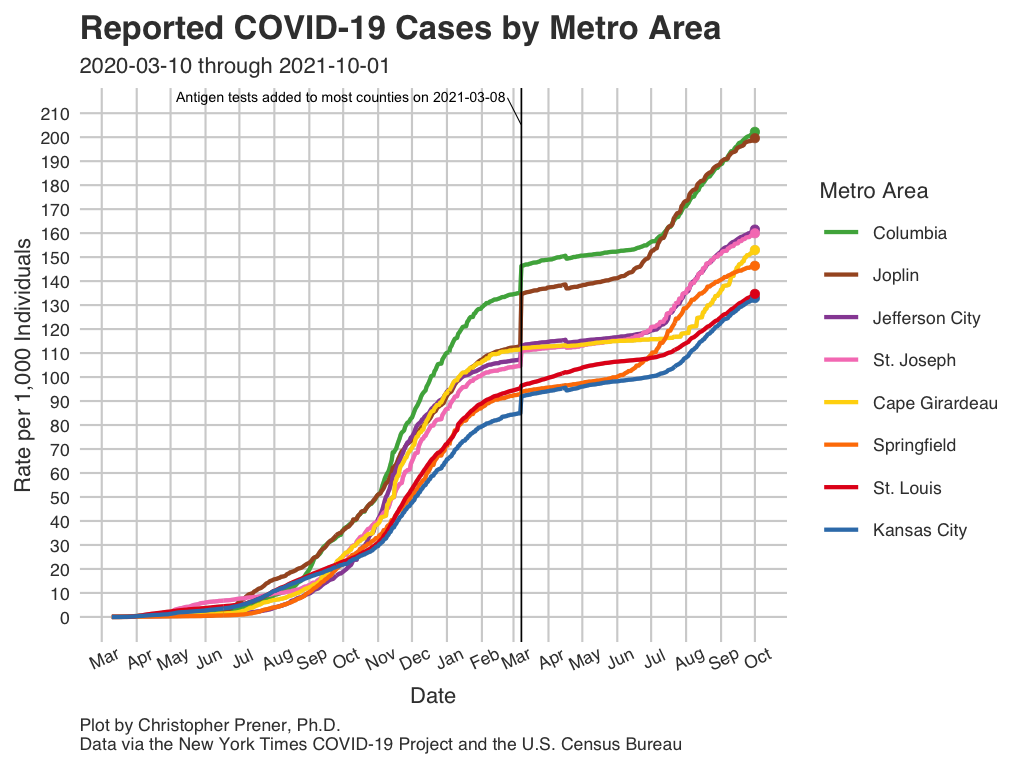 Reported COVID-19 Cases by Metro Area
2020-03-10 through 2021-10-01
Antigen tests added to most counties on 2021-03-08
Rate per 1,000 Individuals
210
200
190
180
170
160
150
140
130
120
110
100
90
80
70
60
50
40
30
20
10
0
Mar Apr May Jun Jul Aug Sep Oct Nov Dec Jan Feb Mar Apr May Jun Jul Aug Sep Oct
Date
Metro Area
Columbia
Joplin
Jefferson City
St. Joseph
Cape Girardeau
Springfield
St. Louis
Kansas City
Plot by Christopher Prener, Ph.D.
Data via the New York Times COVID-19 Project and the U.S. Census Bureau